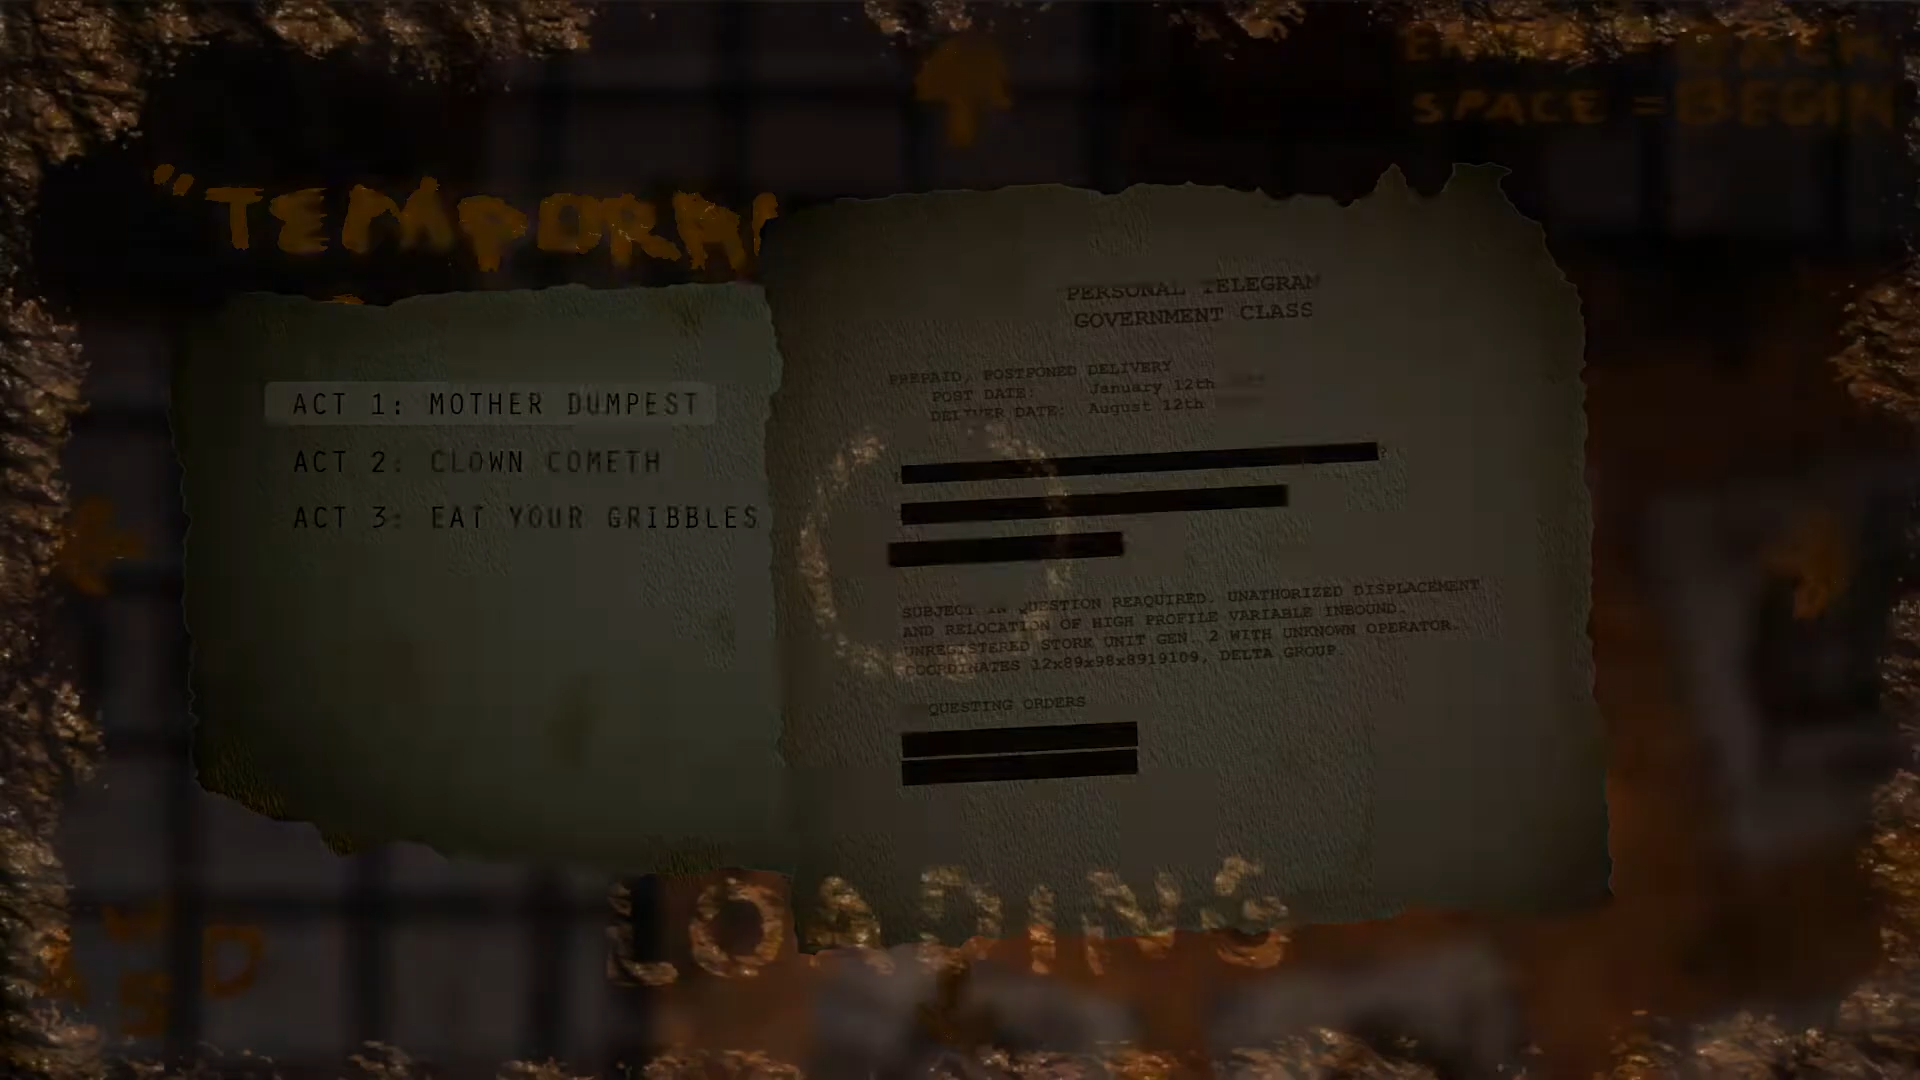 = BACK
SPACE = BEGIN
"TEMPORA
ACT 1: MOTHER DUMPEST
ACT 2: CLOWN COMETH
ACT 3: EAT YOUR GRIBBLES
PERSONAL TELEGRAM
GOVERNMENT CLASS
PREPAID, POSTPONED DELIVERY
POST DATE: January 12th
DELIVER DATE: August 12th
SUBJECT IN QUESTION REAQUIRED. UNATHORIZED DISPLACEMENT
AND RELOCATION OF HIGH PROFILE VARIABLE INBOUND.
UNREGISTERED STORK UNIT GEN. 2 WITH UNKNOWN OPERATOR.
COORDINATES 12x89x98x8919109, DELTA GROUP.
QUESTING ORDERS
LOADING
W
A S D